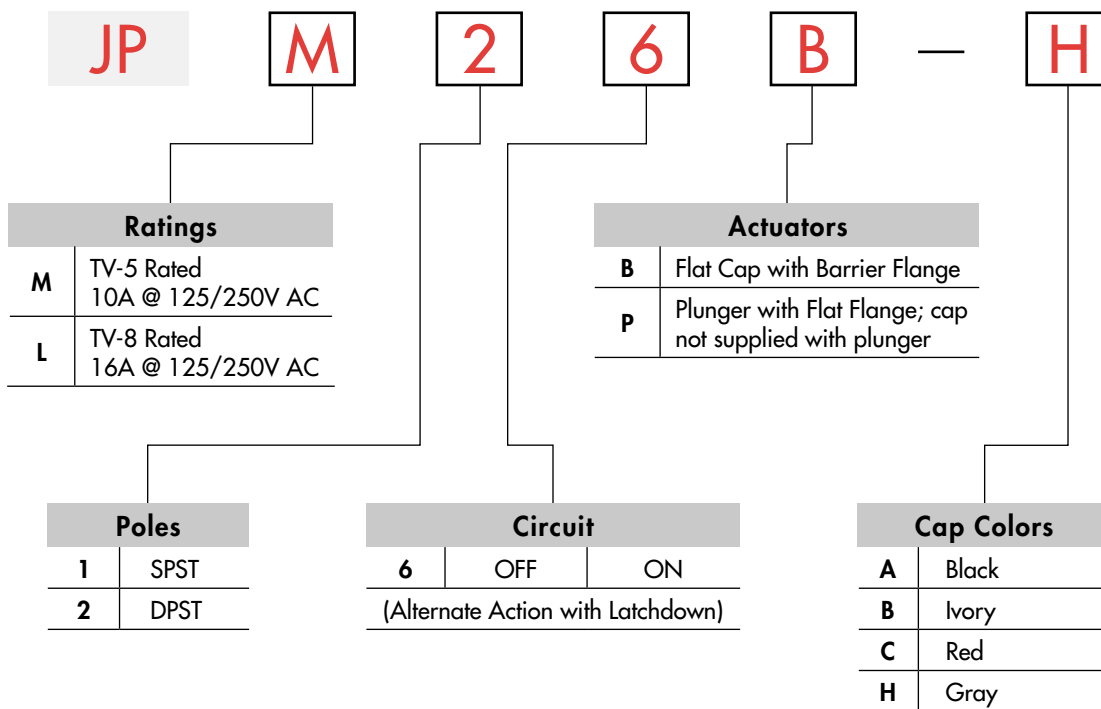 JP M 2 6 B — H
Ratings
M TV-5 Rated
10A @ 125/250V AC
L TV-8 Rated
16A @ 125/250V AC
Actuators
B Flat Cap with Barrier Flange
P Plunger with Flat Flange; cap
not supplied with plunger
Poles
1 SPST
2 DPST
Circuit
6 OFF ON
(Alternate Action with Latchdown)
Cap Colors
A Black
B Ivory
C Red
H Gray